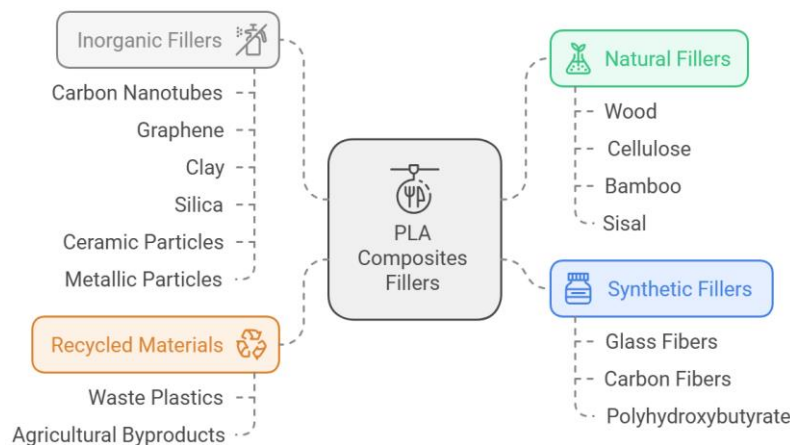 Inorganic Fillers
Carbon Nanotubes
Graphene
Clay
Silica
Ceramic Particles
Metallic Particles
Recycled Materials
Waste Plastics
Agricultural Byproducts
PLA
Composites
Fillers
Natural Fillers
Wood
Cellulose
Bamboo
Sisal
Synthetic Fillers
Glass Fibers
Carbon Fibers
Polyhydroxybutyrate